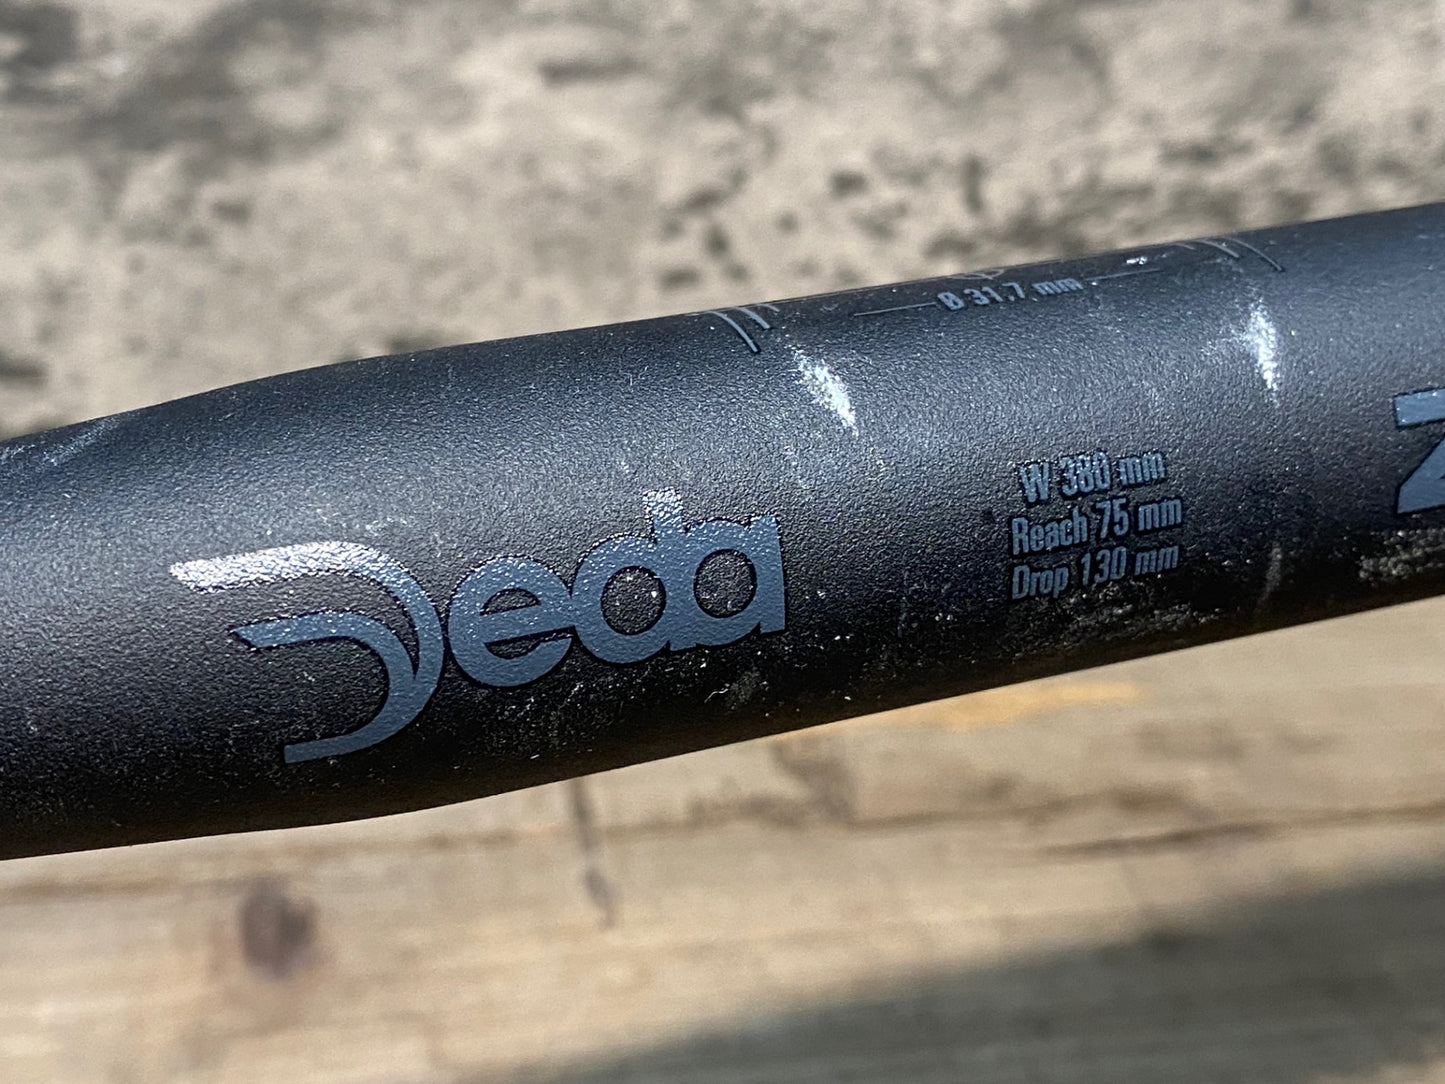 Ø 31.7 mm
Deda
W 380 mm
Reach 75 mm
Drop 130 mm